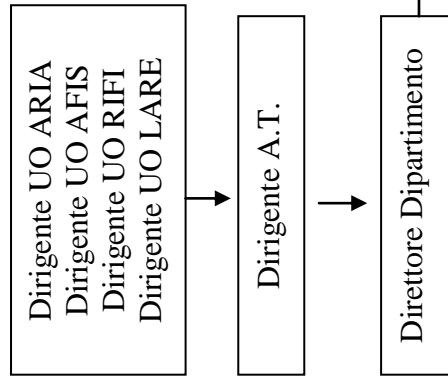 Dirigente UO ARIA
Dirigente UO AFIS
Dirigente UO RIFI
Dirigente UO LARE
Dirigente A.T.
Direttore Dipartimento